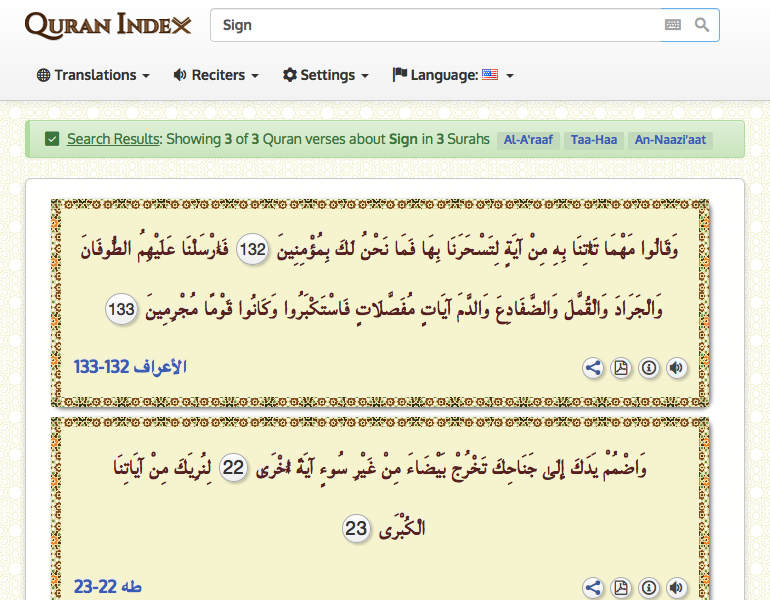 QURAN INDEX
Sign
Translations
Reciters
Settings
Language:
Search Results: Showing 3 of 3 Quran verses about Sign in 3 Surahs Al-A'raaf Taa-Haa An-Naazi'aat
وَقَالُوا مَهْمَا تَأْتِنَا بِهِ مِنْ آيَةٍ لِتَسْحَرَنَا بِهَا فَمَا نَحْنُ لَكَ بِمُؤْمِنِينَ 132 فَأَرْسَلْنَا عَلَيْهِمُ الطُّوفَانَ
وَالْجَرَادَ وَالْقُمَّلَ وَالضَّفَادِعَ وَالدَّمَ آيَاتٍ مُفَصَّلَاتٍ فَاسْتَكْبَرُوا وَكَانُوا قَوْمًا مُجْرِمِينَ 133
الأعراف 132-133
وَاضْمُمْ يَدَكَ إِلَى جَنَاحِكَ تَخْرُجْ بَيْضَاءَ مِنْ غَيْرِ سُوءٍ آيَةً أُخْرَى 22 لِنُرِيَكَ مِنْ آيَاتِنَا
الْكُبْرَى 23
طه 22-23